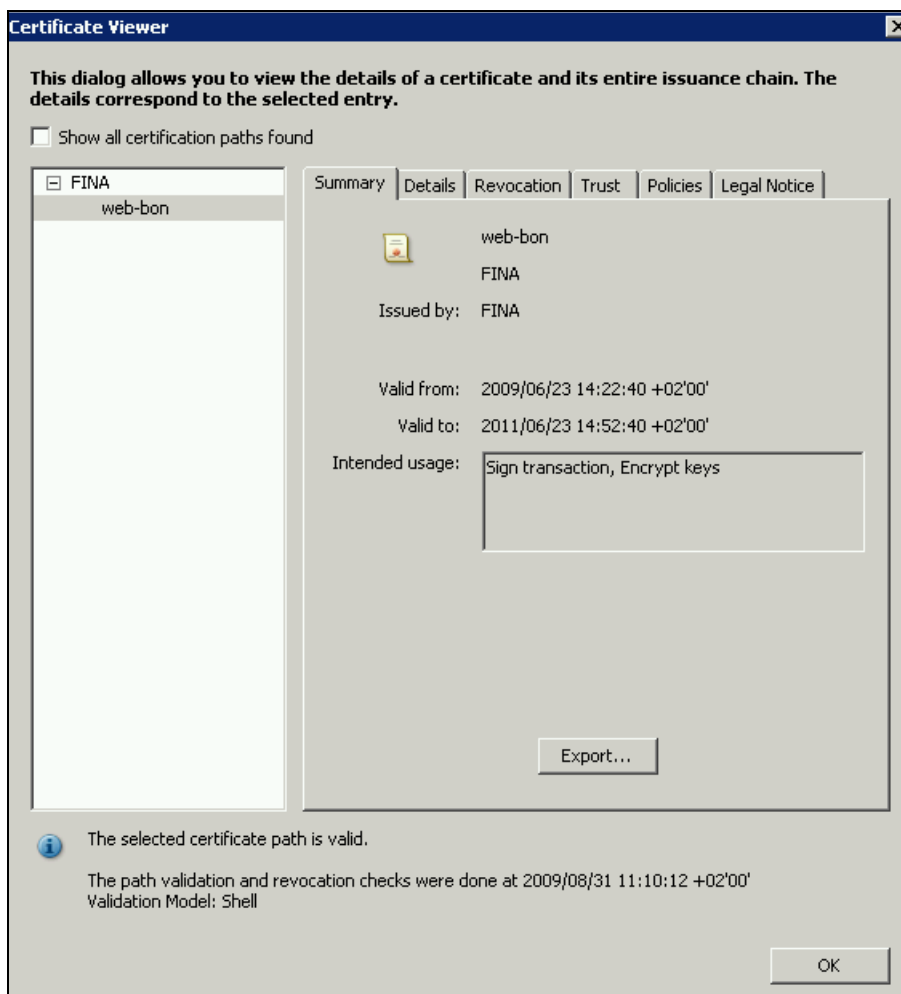 Certificate Viewer
This dialog allows you to view the details of a certificate and its entire issuance chain. The
details correspond to the selected entry.
Show all certification paths found
FINA
web-bon
Summary Details Revocation Trust Policies Legal Notice
web-bon
FINA
Issued by: FINA
Valid from: 2009/06/23 14:22:40 +02'00'
Valid to: 2011/06/23 14:52:40 +02'00'
Intended usage: Sign transaction, Encrypt keys
Export...
The selected certificate path is valid.
The path validation and revocation checks were done at 2009/08/31 11:10:12 +02'00'
Validation Model: Shell
OK